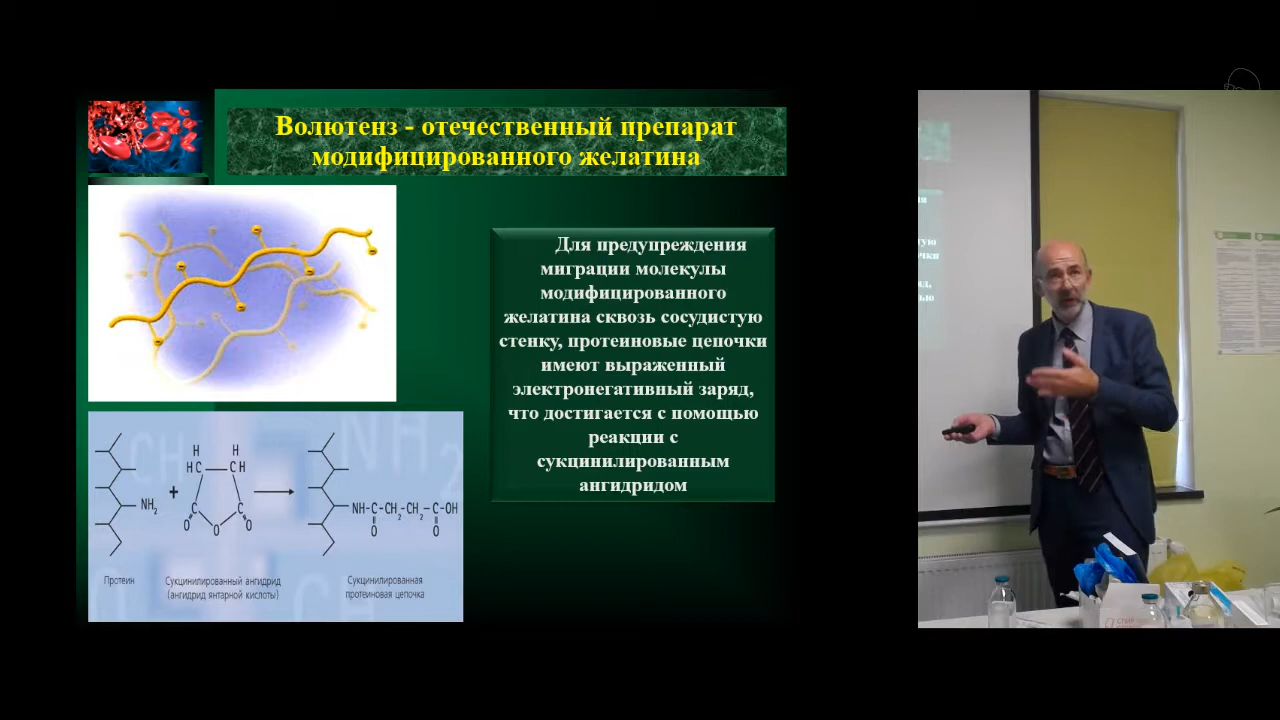 Волютенз - отечественный препарат
модифицированного желатина
Для предупреждения
миграции молекулы
модифицированного
желатина сквозь сосудистую
стенку, протеиновые цепочки
имеют выраженный
электронегативный заряд,
что достигается с помощью
реакции с
сукцинилированным
ангидридом
NH2
+
H H
HC CH
C C
O O O
NH-C-CH2-CH2-C-OH
O O
Протеин
Сукцинилированный ангидрид
(ангидрид янтарной кислоты)
Сукцинилированная
протеиновая цепочка